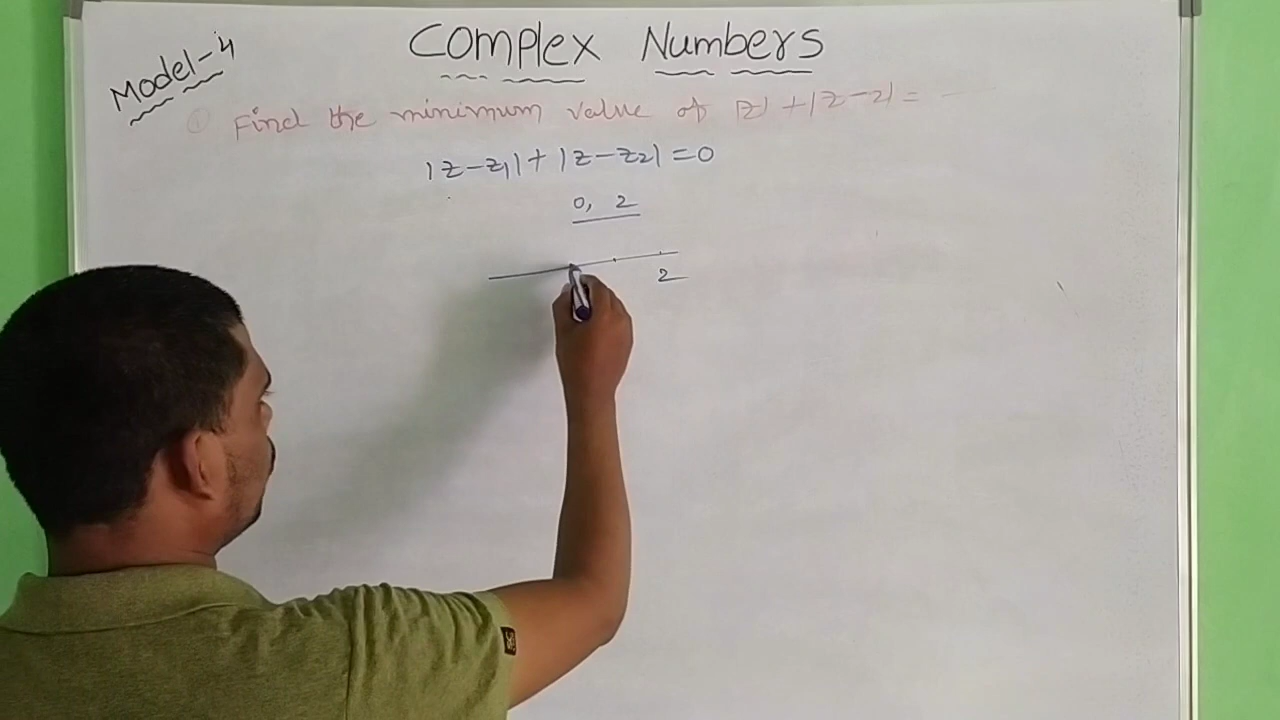 Complex Numbers
Model-4
① Find the minimum value of |z|+|z-2|=
|z-z1|+|z-z2|=0
0, 2
2